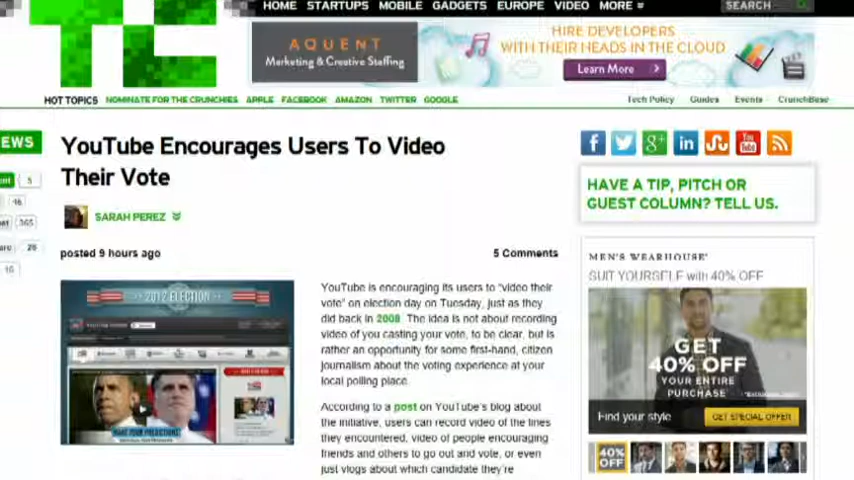 HOME STARTUPS MOBILE GADGETS EUROPE VIDEO MORE
SEARCH
AQUENT
Marketing & Creative Staffing
HIRE DEVELOPERS
WITH THEIR HEADS IN THE CLOUD
Learn More
HOT TOPICS NOMINATE FOR THE CRUNCHIES APPLE FACEBOOK AMAZON TWITTER GOOGLE
Tech Policy Guides Events CrunchBase
EWS
YouTube Encourages Users To Video
Their Vote
5
46
365
26
SARAH PEREZ
posted 9 hours ago
5 Comments
2012 ELECTION
MAKE YOUR PREDICTIONS!
YouTube is encouraging its users to "video their
vote" on election day on Tuesday, just as they
did back in 2008. The idea is not about recording
video of you casting your vote, to be clear, but is
rather an opportunity for some first-hand, citizen
journalism about the voting experience at your
local polling place.
According to a post on YouTube's blog about
the initiative, users can record video of the lines
they encountered, video of people encouraging
friends and others to go out and vote, or even
just vlogs about which candidate they're
You
Tube
HAVE A TIP, PITCH OR
GUEST COLUMN? TELL US.
MEN'S WEARHOUSE
SUIT YOURSELF with 40% OFF
GET
40% OFF
YOUR ENTIRE
PURCHASE
Find your style
GET SPECIAL OFFER
40%
OFF